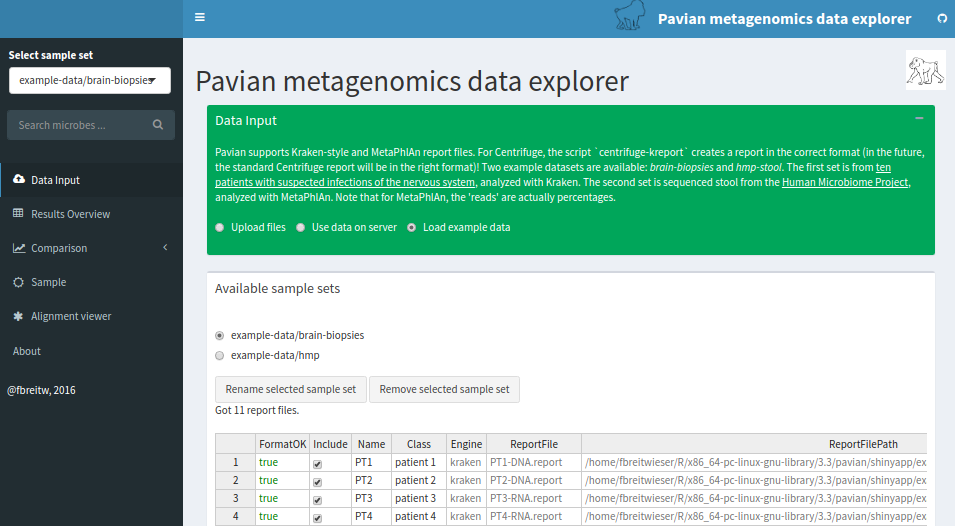 Pavian metagenomics data explorer
Select sample set
example-data/brain-biopsies
Search microbes ...
Data Input
Results Overview
Comparison
Sample
Alignment viewer
About
@fbreitw, 2016
Pavian metagenomics data explorer
Data Input
Pavian supports Kraken-style and MetaPhlAn report files. For Centrifuge, the script `centrifuge-kreport` creates a report in the correct format (in the future,
the standard Centrifuge report will be in the right format)! Two example datasets are available: brain-biopsies and hmp-stool. The first set is from ten
patients with suspected infections of the nervous system, analyzed with Kraken. The second set is sequenced stool from the Human Microbiome Project,
analyzed with MetaPhlAn. Note that for MetaPhlAn, the 'reads' are actually percentages.
Upload files Use data on server Load example data
Available sample sets
example-data/brain-biopsies
example-data/hmp
Rename selected sample set Remove selected sample set
Got 11 report files.
FormatOK Include Name Class Engine ReportFile ReportFilePath
1 true PT1 patient 1 kraken PT1-DNA.report /home/fbreitwieser/R/x86_64-pc-linux-gnu-library/3.3/pavian/shinyapp/ex
2 true PT2 patient 2 kraken PT2-DNA.report /home/fbreitwieser/R/x86_64-pc-linux-gnu-library/3.3/pavian/shinyapp/ex
3 true PT3 patient 3 kraken PT3-RNA.report /home/fbreitwieser/R/x86_64-pc-linux-gnu-library/3.3/pavian/shinyapp/ex
4 true PT4 patient 4 kraken PT4-RNA.report /home/fbreitwieser/R/x86_64-pc-linux-gnu-library/3.3/pavian/shinyapp/ex